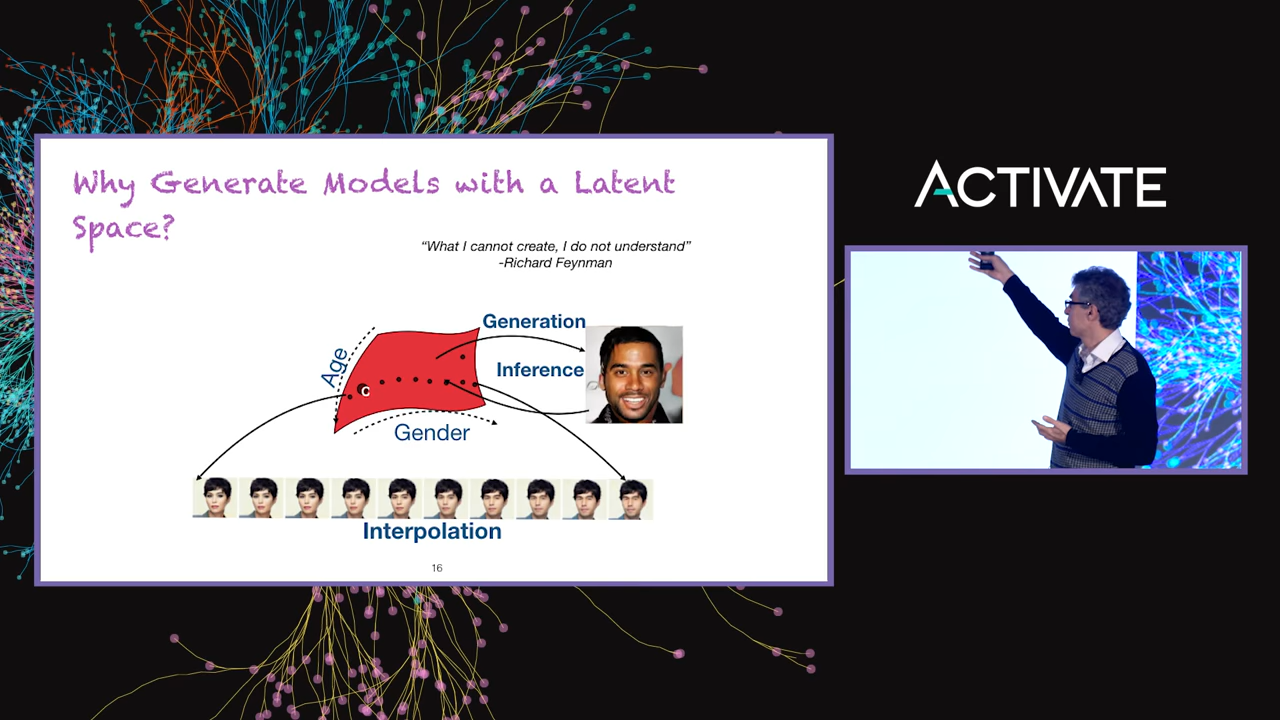 Why Generate Models with a Latent
Space?
“What I cannot create, I do not understand”
-Richard Feynman
Generation
Inference
Age
Gender
Interpolation
16
ACTIVATE